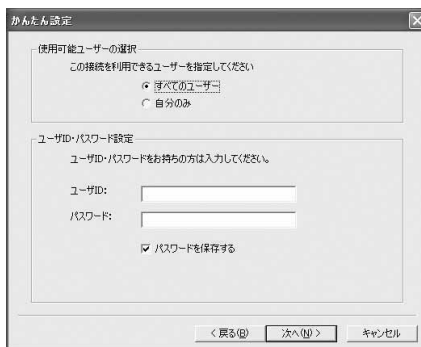 かんたん設定
使用可能ユーザーの選択
この接続を利用できるユーザーを指定してください
すべてのユーザー
自分のみ
ユーザID・パスワード設定
ユーザID・パスワードをお持ちの方は入力してください。
ユーザID:
パスワード:
パスワードを保存する
< 戻る(B) 次へ(N) > キャンセル